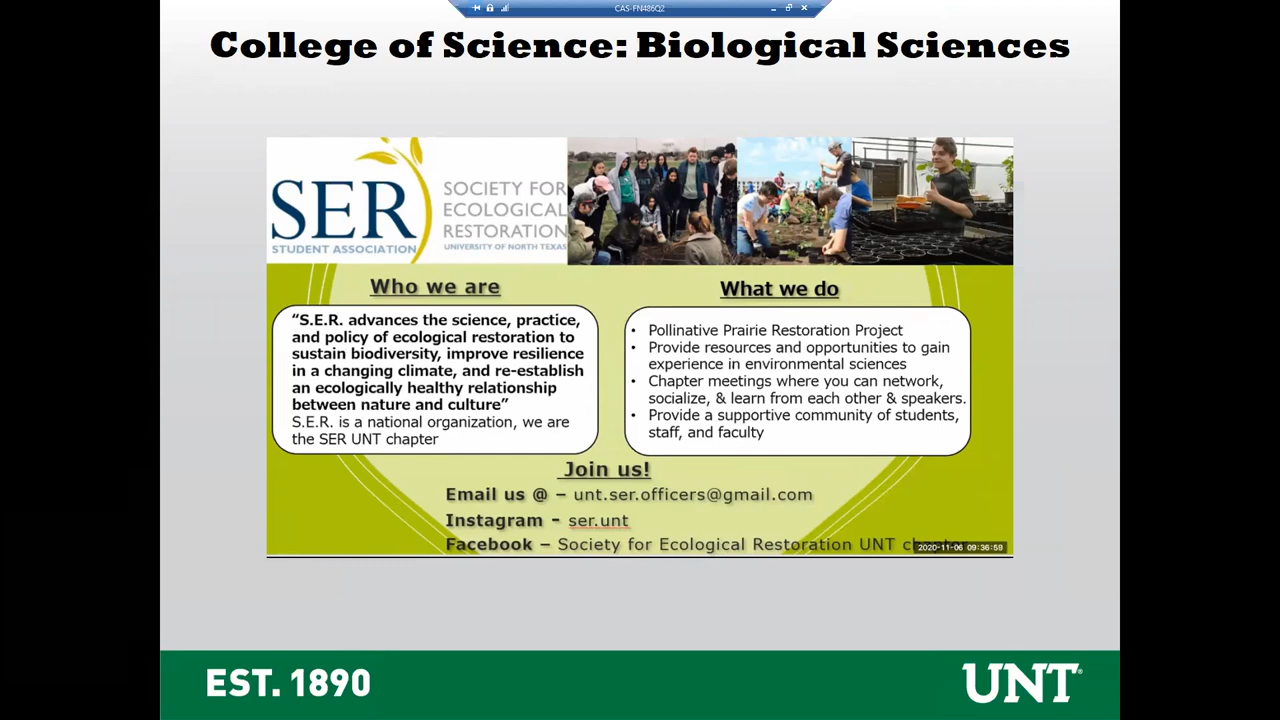 CAS-FN486Q2
College of Science: Biological Sciences
SER
STUDENT ASSOCIATION
SOCIETY FOR
ECOLOGICAL
RESTORATION
UNIVERSITY OF NORTH TEXAS
Who we are
“S.E.R. advances the science, practice,
and policy of ecological restoration to
sustain biodiversity, improve resilience
in a changing climate, and re-establish
an ecologically healthy relationship
between nature and culture”
S.E.R. is a national organization, we are
the SER UNT chapter
What we do
• Pollinative Prairie Restoration Project
• Provide resources and opportunities to gain
experience in environmental sciences
• Chapter meetings where you can network,
socialize, & learn from each other & speakers.
• Provide a supportive community of students,
staff, and faculty
Join us!
Email us @ – unt.ser.officers@gmail.com
Instagram - ser.unt
Facebook – Society for Ecological Restoration UNT chapter
2020-11-06 09:36:59
EST. 1890
UNT